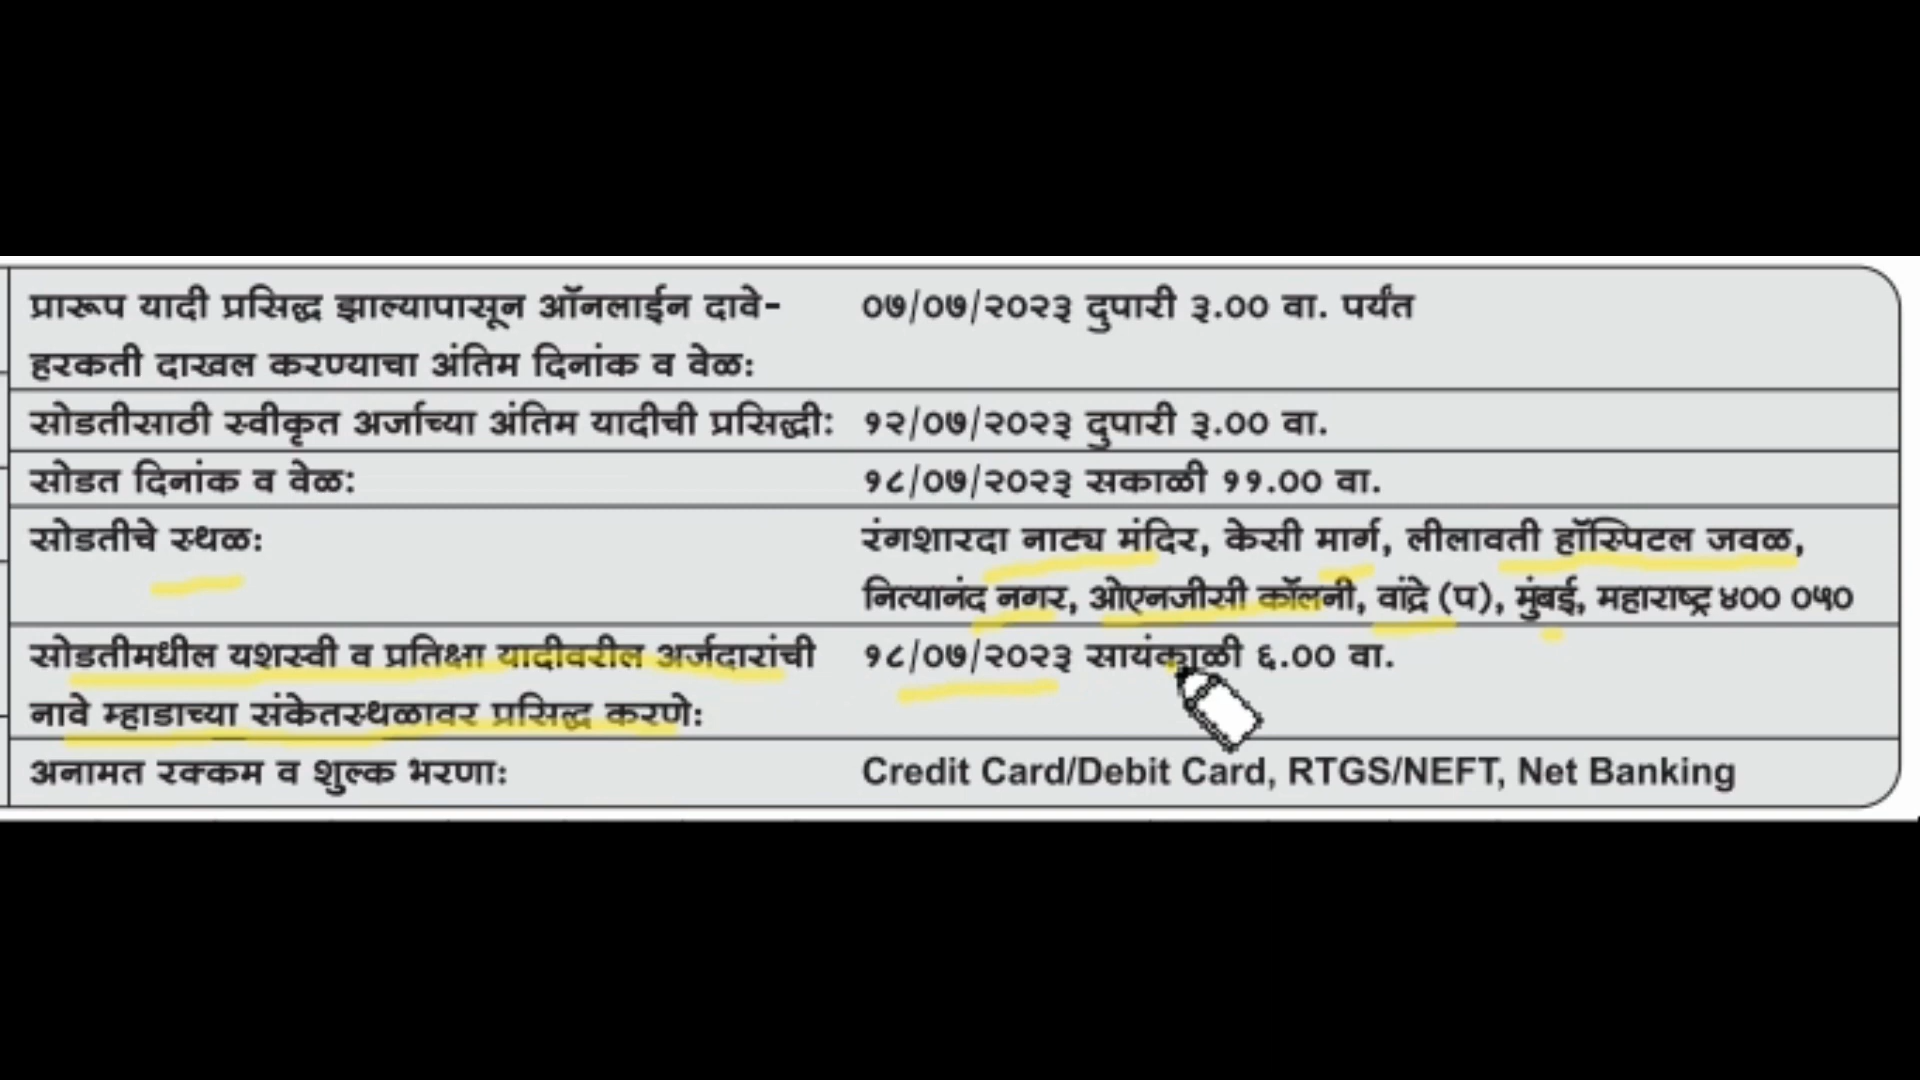 प्रारूप यादी प्रसिद्ध झाल्यापासून ऑनलाईन दावे- ०७/०७/२०२३ दुपारी ३.०० वा. पर्यंत
हरकती दाखल करण्याचा अंतिम दिनांक व वेळ:
सोडतीसाठी स्वीकृत अर्जाच्या अंतिम यादीची प्रसिद्धी: १२/०७/२०२३ दुपारी ३.०० वा.
सोडत दिनांक व वेळ: १८/०७/२०२३ सकाळी ११.०० वा.
सोडतीचे स्थळ: रंगशारदा नाट्य मंदिर, केसी मार्ग, लीलावती हॉस्पिटल जवळ,
नित्यानंद नगर, ओएनजीसी कॉलनी, वांद्रे (प), मुंबई, महाराष्ट्र ४०० ०५०
सोडतीमधील यशस्वी व प्रतिक्षा यादीवरील अर्जदारांची १८/०७/२०२३ सायंकाळी ६.०० वा.
नावे म्हाडाच्या संकेतस्थळावर प्रसिद्ध करणे:
अनामत रक्कम व शुल्क भरणा: Credit Card/Debit Card, RTGS/NEFT, Net Banking